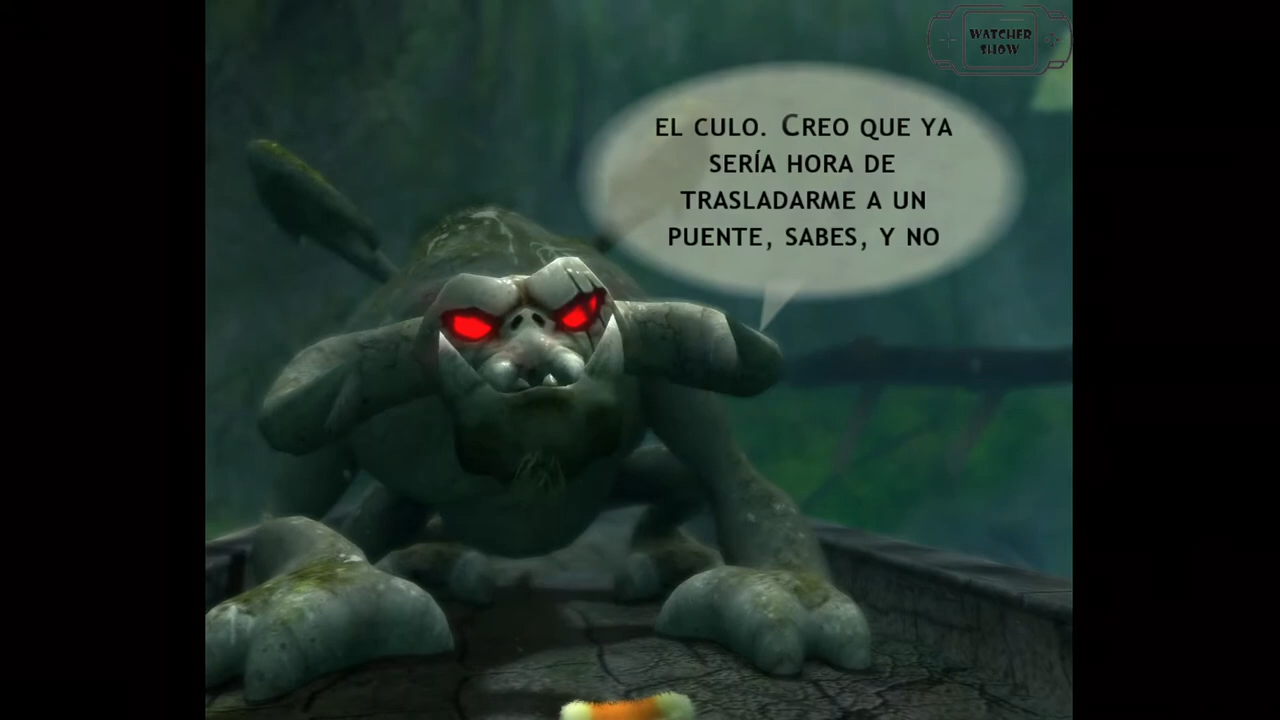 WATCHER
SHOW
EL CULO. CREO QUE YA
SERÍA HORA DE
TRASLADARME A UN
PUENTE, SABES, Y NO